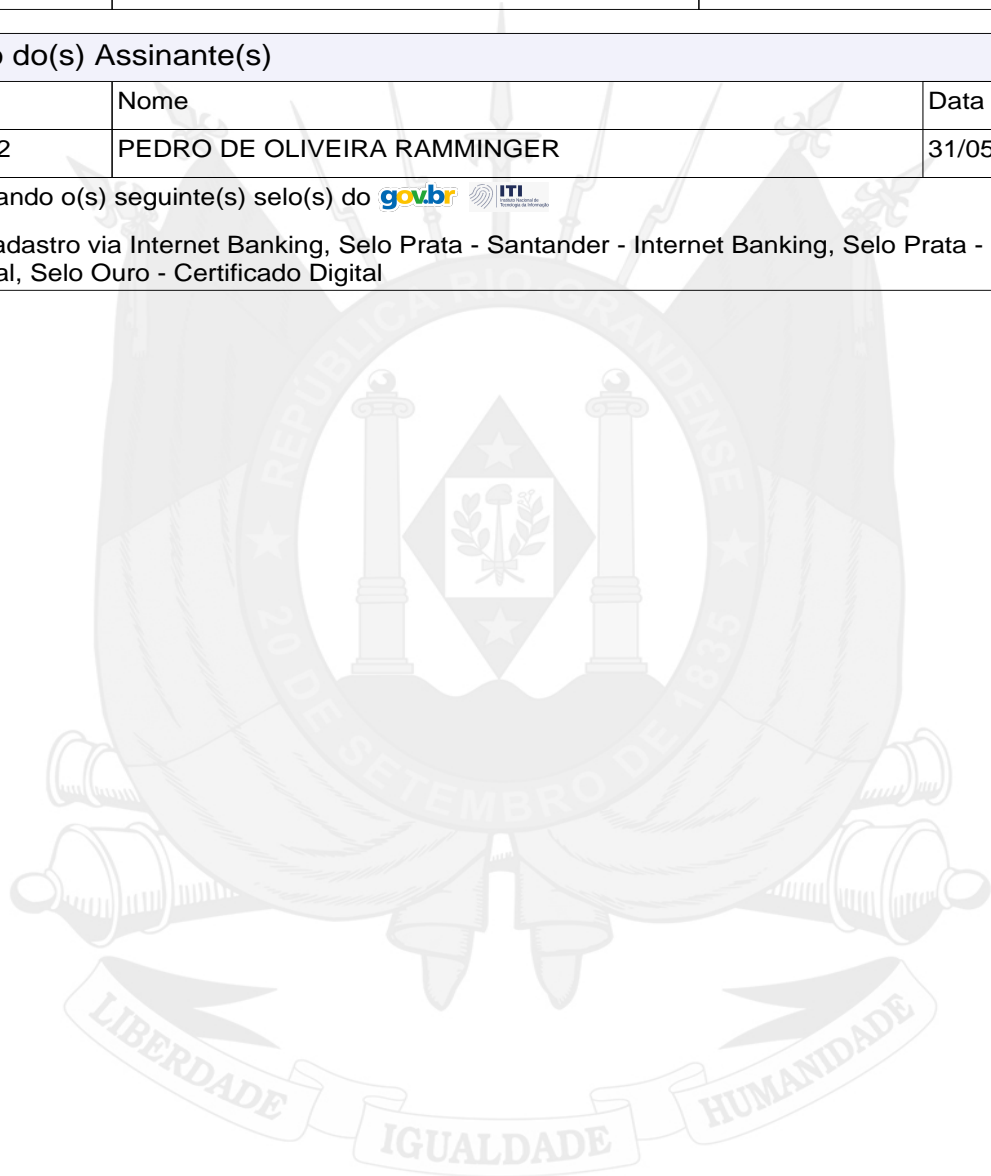 o do(s) Assinante(s)
Nome
Data
2
PEDRO DE OLIVEIRA RAMMINGER
31/05
ando o(s) seguinte(s) selo(s) do gov.br ITI
adastro via Internet Banking, Selo Prata - Santander - Internet Banking, Selo Prata -
al, Selo Ouro - Certificado Digital
REPÚBLICA RIO-GRANDENSE
20 DE SETEMBRO DE 1835
LIBERDADE
IGUALDADE
HUMANIDADE